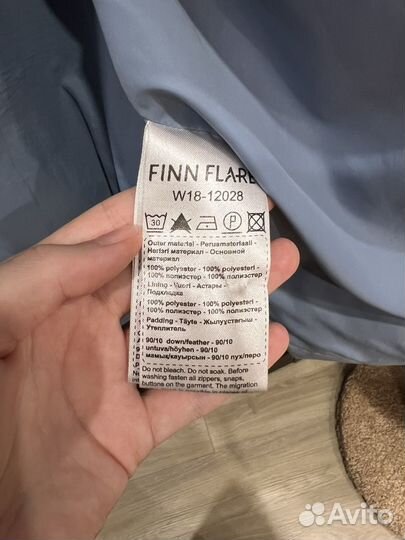 FINN FLARE
W18-12028
30
P
Outer material - Perusmateriaali -
Негізгі материал - Основной
материал
100% polyester - 100% polyesteri -
100% полиэстер - 100% полиэстер
Lining - Vuori - Астары -
Подкладка
100% polyester - 100% polyesteri -
100% полиэстер - 100% полиэстер
Padding - Täyte - Жылуустағыш -
Утеплитель
90/10 down/feather - 90/10
untuva/höyhen - 90/10
мамық/қауырсын - 90/10 пух/перо
Do not bleach. Do not soak. Before
washing fasten all zippers, snaps,
buttons on the garment. The migration
Avito